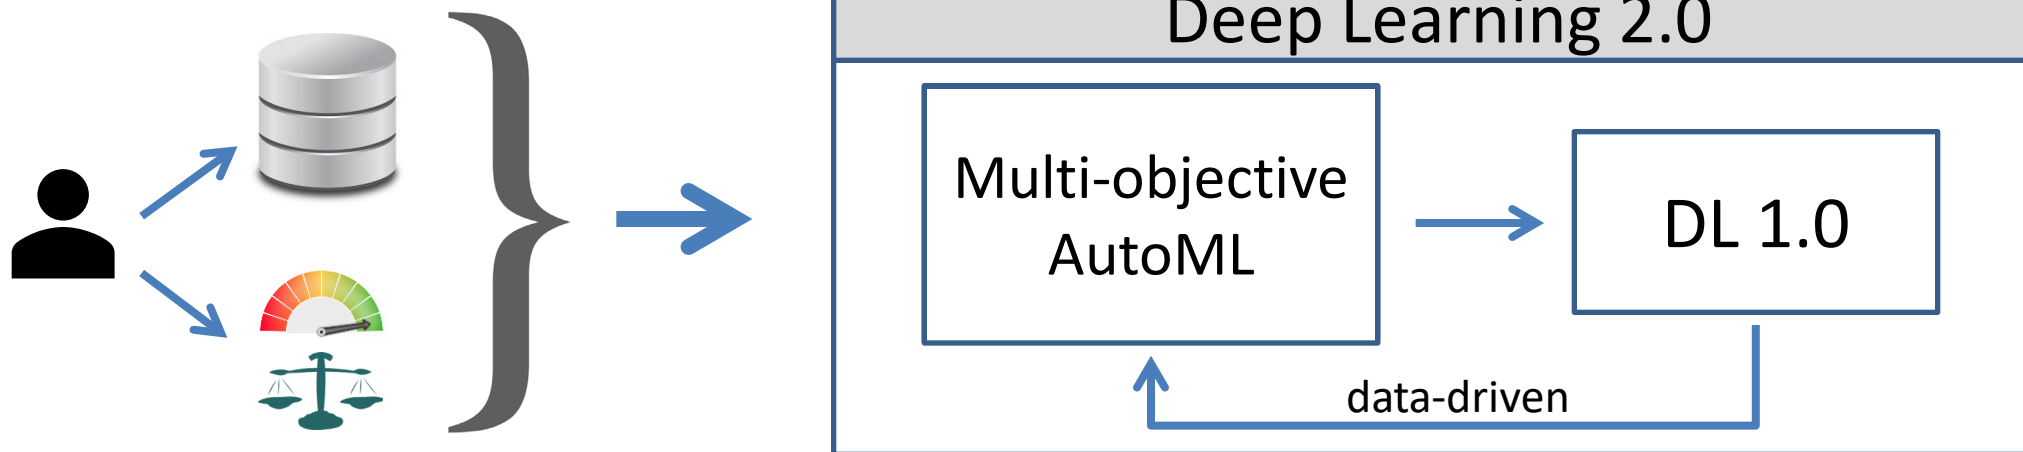 Deep Learning 2.0
Multi-objective
AutoML
DL 1.0
data-driven